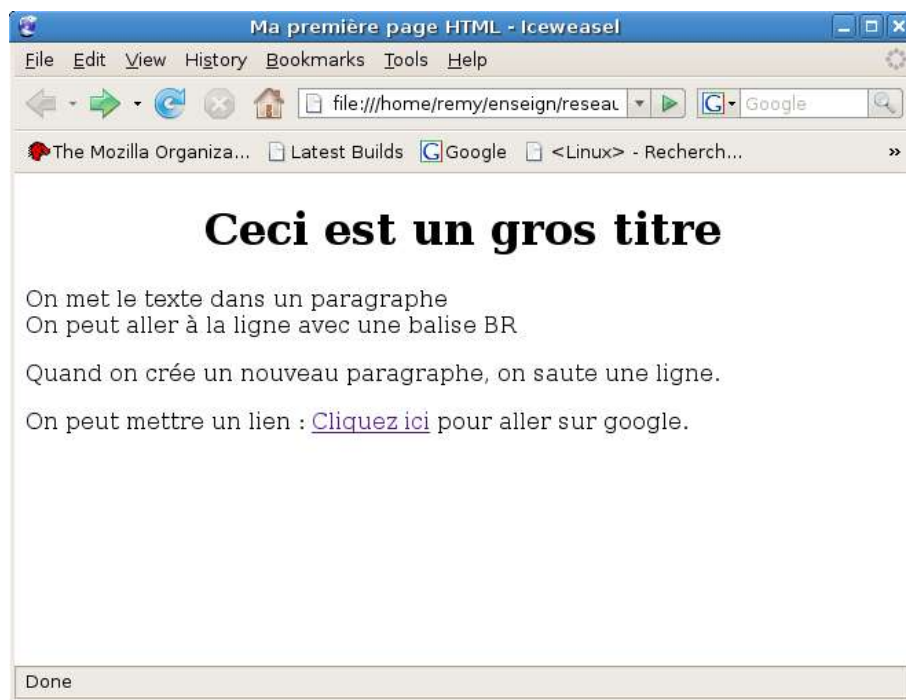 Ma première page HTML - Iceweasel
File Edit View History Bookmarks Tools Help
file:///home/remy/enseign/reseau G Google
The Mozilla Organiza... Latest Builds G Google <Linux> - Recherch... »
Ceci est un gros titre
On met le texte dans un paragraphe
On peut aller à la ligne avec une balise BR
Quand on crée un nouveau paragraphe, on saute une ligne.
On peut mettre un lien : Cliquez ici pour aller sur google.
Done